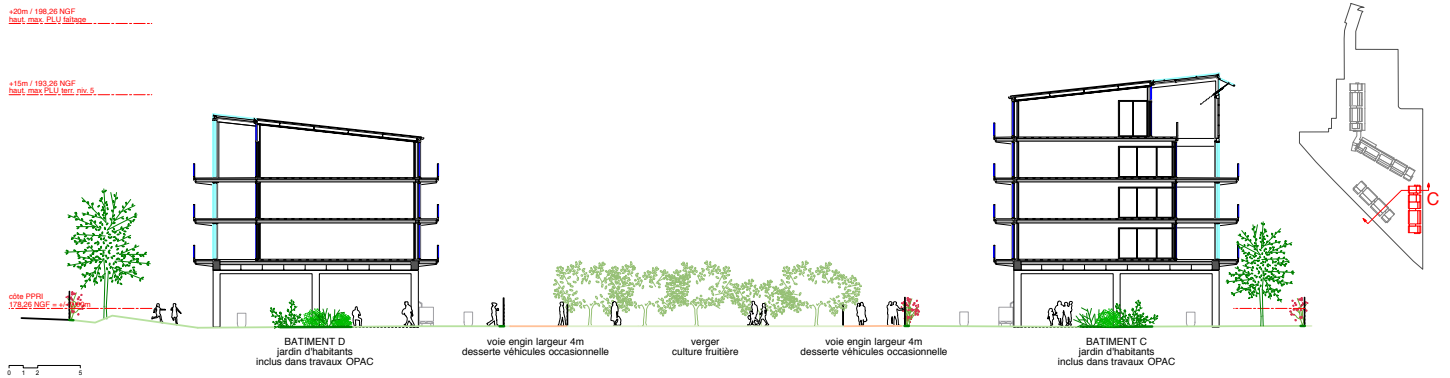 +20m / 198,26 NGF
haut. max. PLU faîtage
+15m / 193,26 NGF
haut. max PLU terr. niv. 5
côte PPRI
178,26 NGF = +/-
C
BATIMENT D
jardin d'habitants
inclus dans travaux OPAC
voie engin largeur 4m
desserte véhicules occasionnelle
verger
culture fruitière
voie engin largeur 4m
desserte véhicules occasionnelle
BATIMENT C
jardin d'habitants
inclus dans travaux OPAC
0 1 2 5